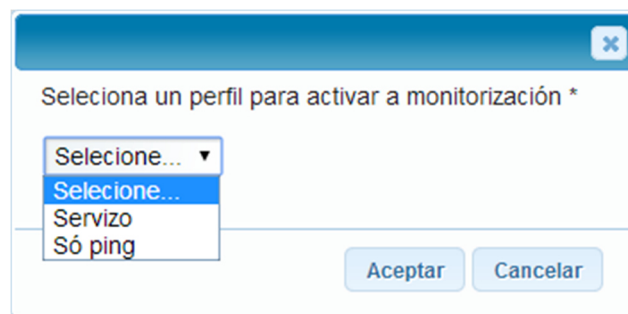 Seleciona un perfil para activar a monitorización *
Selecione...
Selecione...
Servizo
Só ping
Aceptar Cancelar